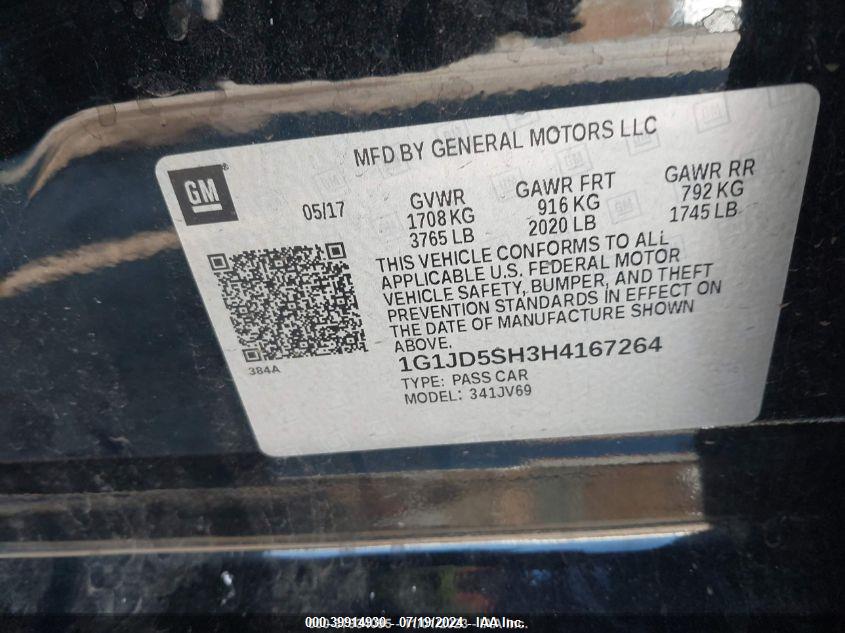 MFD BY GENERAL MOTORS LLC
GM
05/17
GVWR
1708 KG
3765 LB
GAWR FRT
916 KG
2020 LB
GAWR RR
792 KG
1745 LB
THIS VEHICLE CONFORMS TO ALL
APPLICABLE U.S. FEDERAL MOTOR
VEHICLE SAFETY, BUMPER, AND THEFT
PREVENTION STANDARDS IN EFFECT ON
THE DATE OF MANUFACTURE SHOWN
ABOVE.
384A
1G1JD5SH3H4167264
TYPE: PASS CAR
MODEL: 341JV69
000-39914930 - 07/19/2024 - IAA Inc.